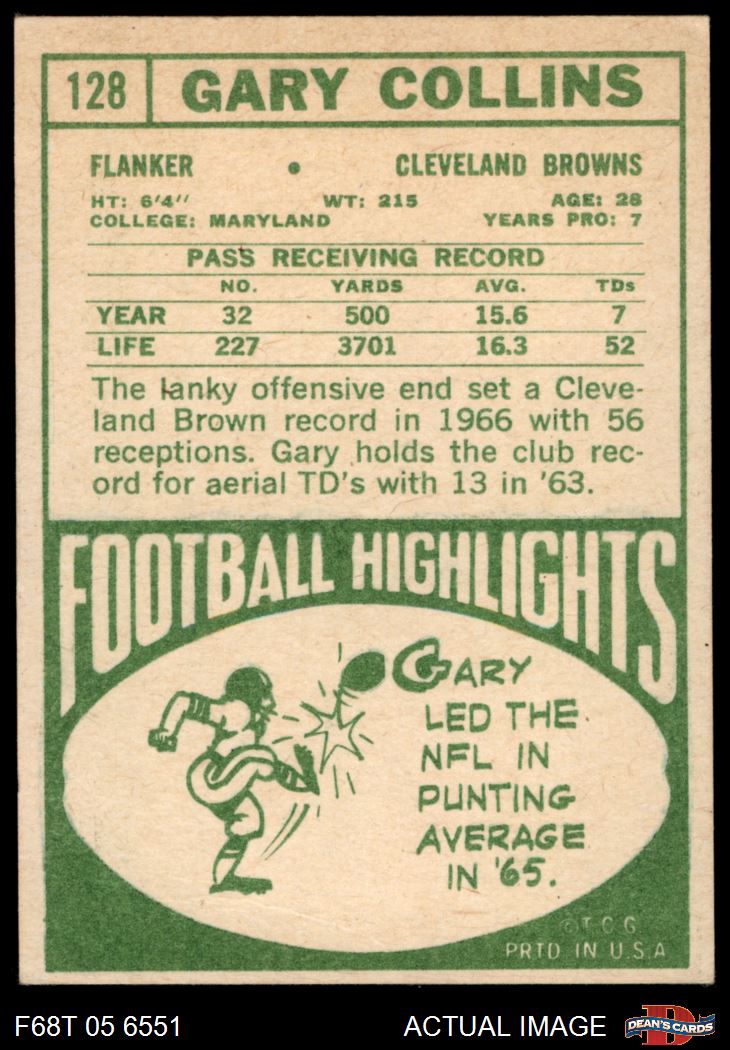 128 GARY COLLINS
FLANKER • CLEVELAND BROWNS
HT: 6'4" WT: 215 AGE: 28
COLLEGE: MARYLAND YEARS PRO: 7
PASS RECEIVING RECORD
NO. YARDS AVG. TDs
YEAR 32 500 15.6 7
LIFE 227 3701 16.3 52
The lanky offensive end set a Cleve-
land Brown record in 1966 with 56
receptions. Gary holds the club rec-
ord for aerial TD's with 13 in '63.
FOOTBALL HIGHLIGHTS
GARY
LED THE
NFL IN
PUNTING
AVERAGE
IN '65.
©T.C.G
PRTD IN U.S.A
F68T 05 6551 ACTUAL IMAGE D DEAN'S CARDS